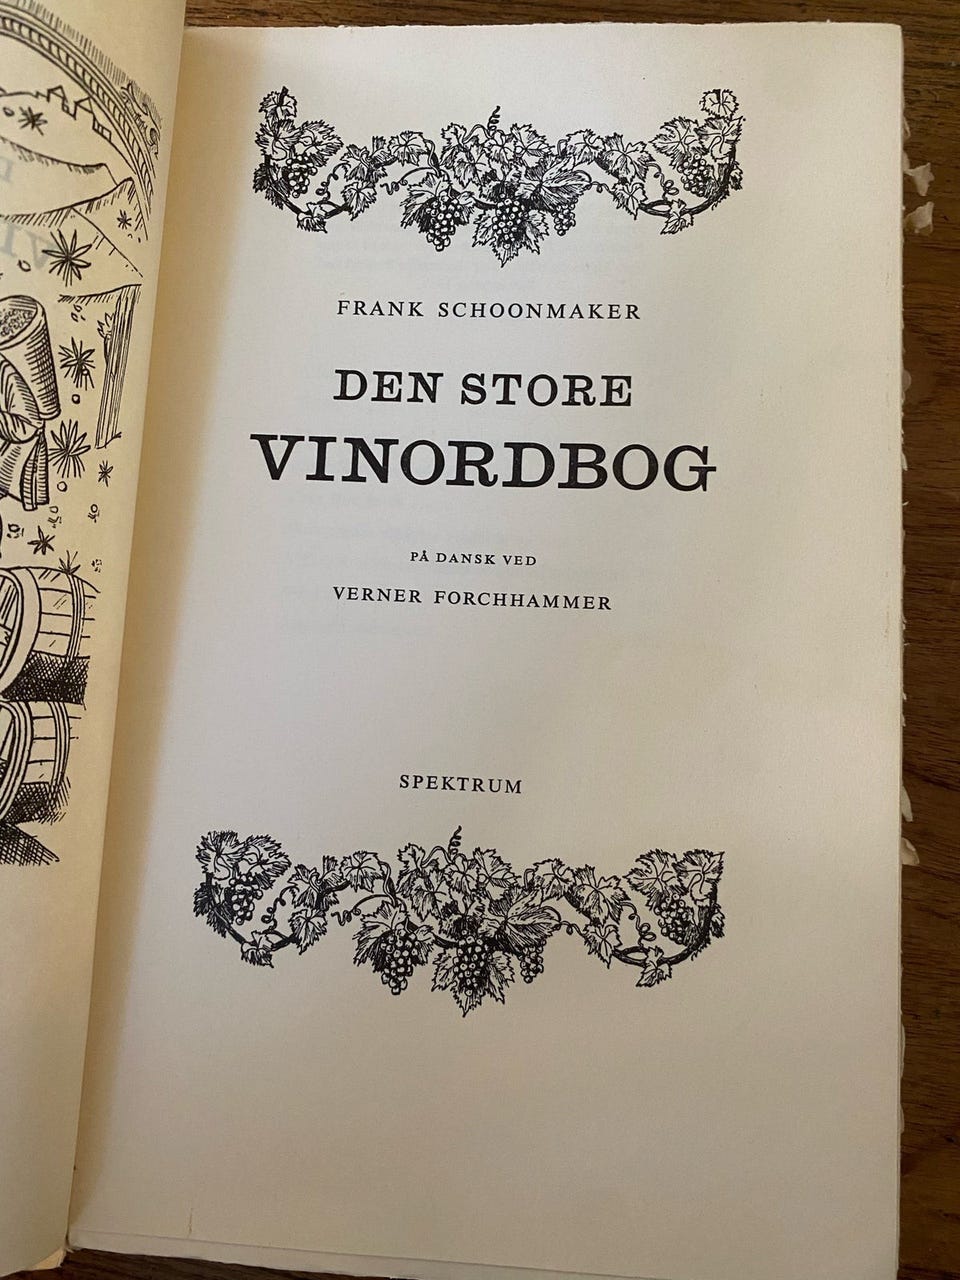 FRANK SCHOONMAKER
DEN STORE
VINORDBOG
PÅ DANSK VED
VERNER FORCHHAMMER
SPEKTRUM